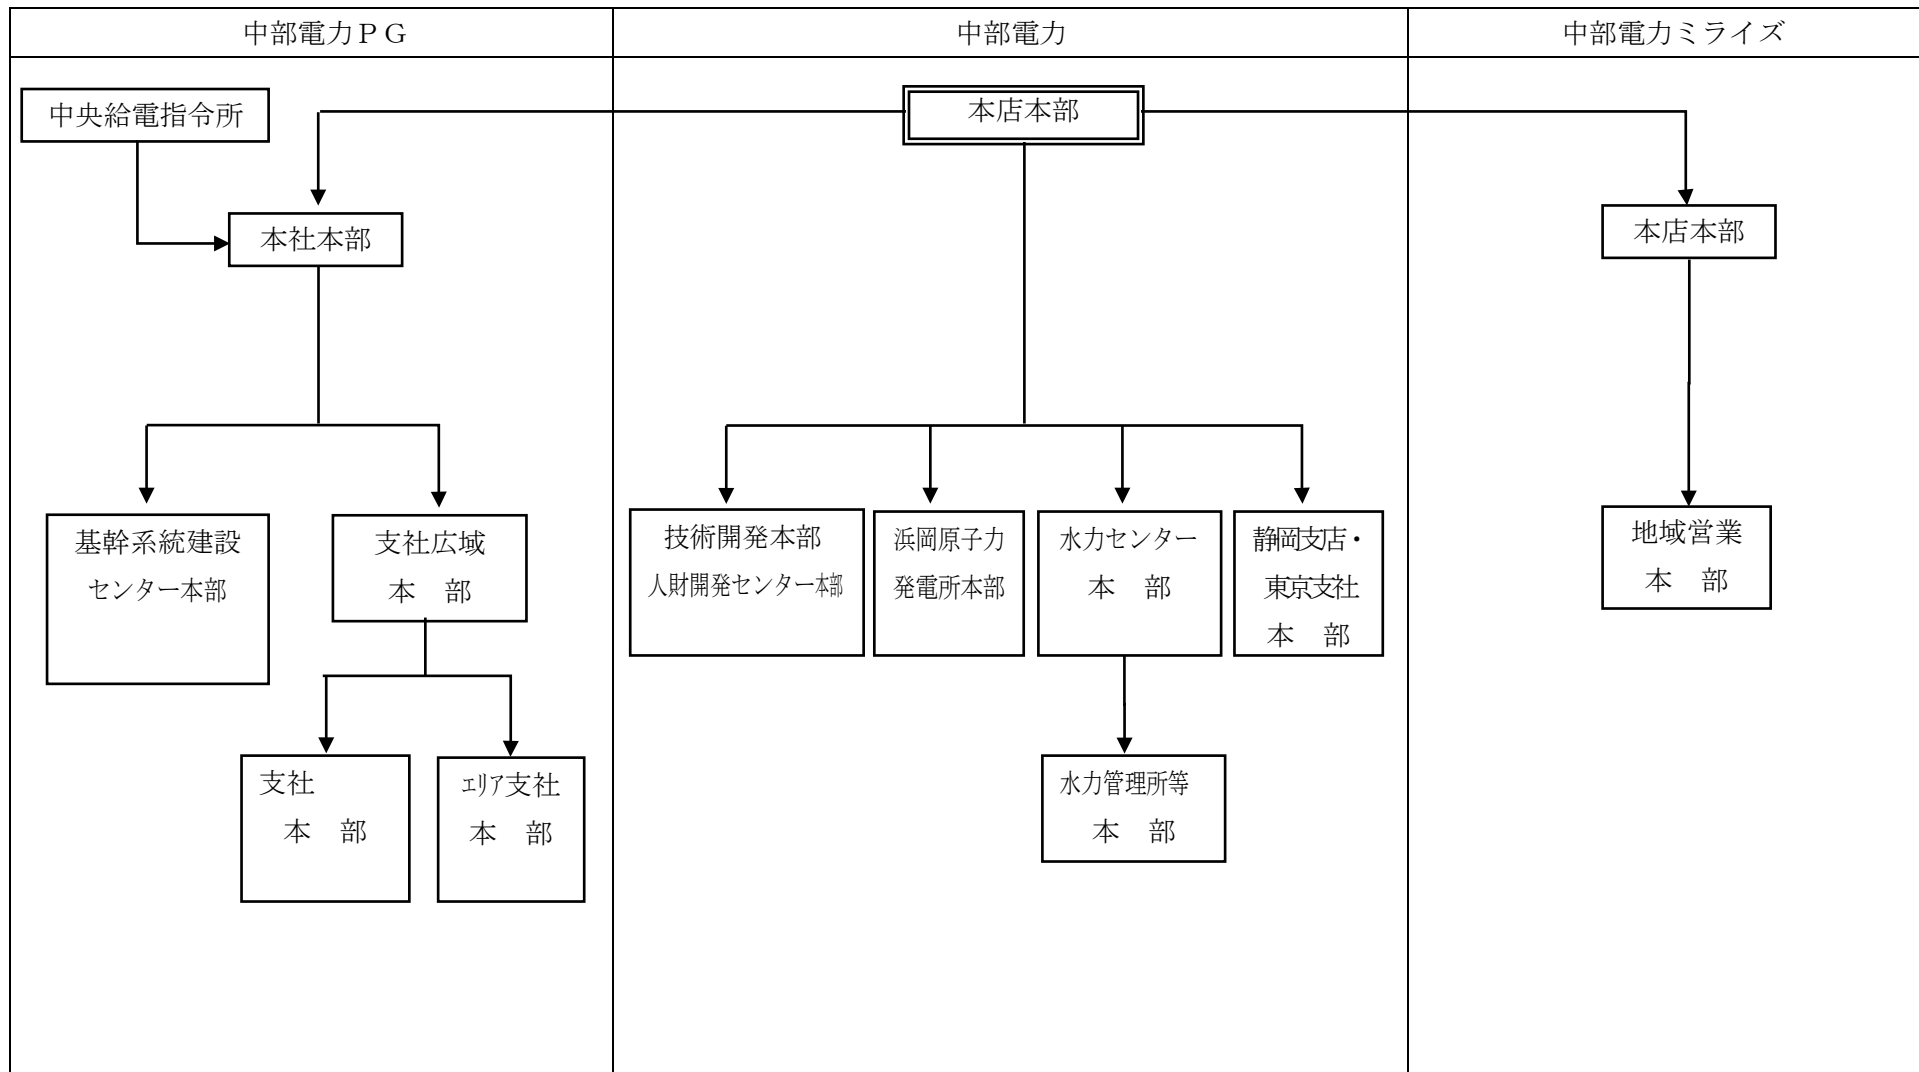 中部電力ＰＧ
中部電力
中部電力ミライズ
中央給電指令所
本店本部
本社本部
本店本部
基幹系統建設
センター本部
支社広域
本　部
技術開発本部
人財開発センター本部
浜岡原子力
発電所本部
水力センター
本　部
静岡支店・
東京支社
本　部
地域営業
本　部
支社
本　部
ｴﾘｱ支社
本　部
水力管理所等
本　部